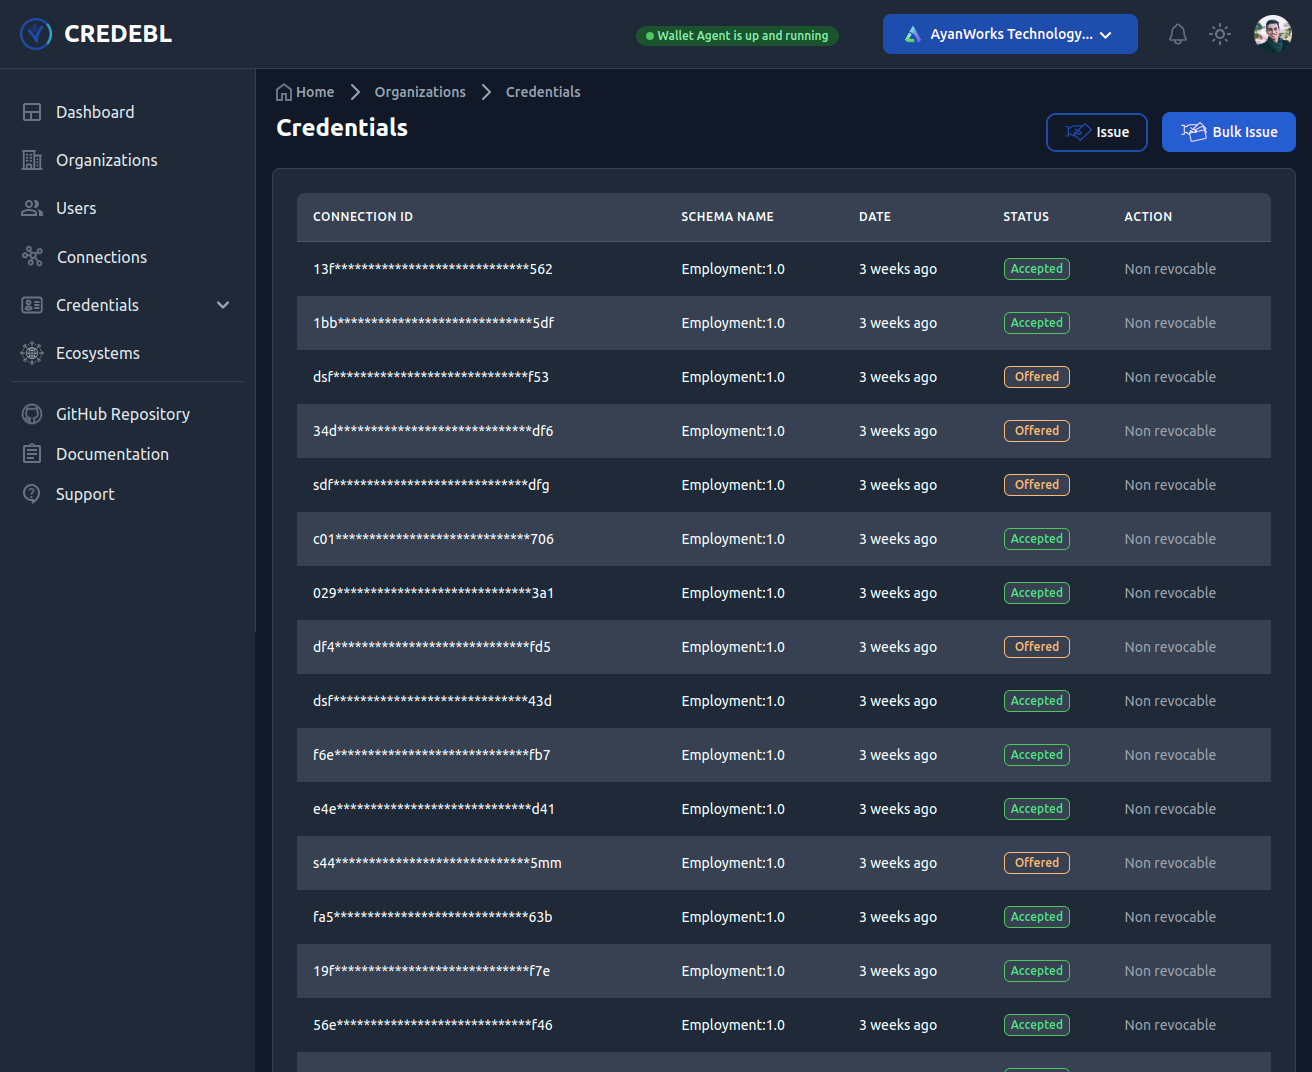 CREDEBL
Wallet Agent is up and running
AyanWorks Technology...
Dashboard
Organizations
Users
Connections
Credentials
Ecosystems
GitHub Repository
Documentation
Support
Home Organizations Credentials
Credentials
Issue
Bulk Issue
CONNECTION ID SCHEMA NAME DATE STATUS ACTION
13f*****************************562 Employment:1.0 3 weeks ago Accepted Non revocable
1bb*****************************5df Employment:1.0 3 weeks ago Accepted Non revocable
dsf*****************************f53 Employment:1.0 3 weeks ago Offered Non revocable
34d*****************************df6 Employment:1.0 3 weeks ago Offered Non revocable
sdf*****************************dfg Employment:1.0 3 weeks ago Offered Non revocable
c01*****************************706 Employment:1.0 3 weeks ago Accepted Non revocable
029*****************************3a1 Employment:1.0 3 weeks ago Accepted Non revocable
df4*****************************fd5 Employment:1.0 3 weeks ago Offered Non revocable
dsf*****************************43d Employment:1.0 3 weeks ago Accepted Non revocable
f6e*****************************fb7 Employment:1.0 3 weeks ago Accepted Non revocable
e4e*****************************d41 Employment:1.0 3 weeks ago Accepted Non revocable
s44*****************************5mm Employment:1.0 3 weeks ago Offered Non revocable
fa5*****************************63b Employment:1.0 3 weeks ago Accepted Non revocable
19f*****************************f7e Employment:1.0 3 weeks ago Accepted Non revocable
56e*****************************f46 Employment:1.0 3 weeks ago Accepted Non revocable